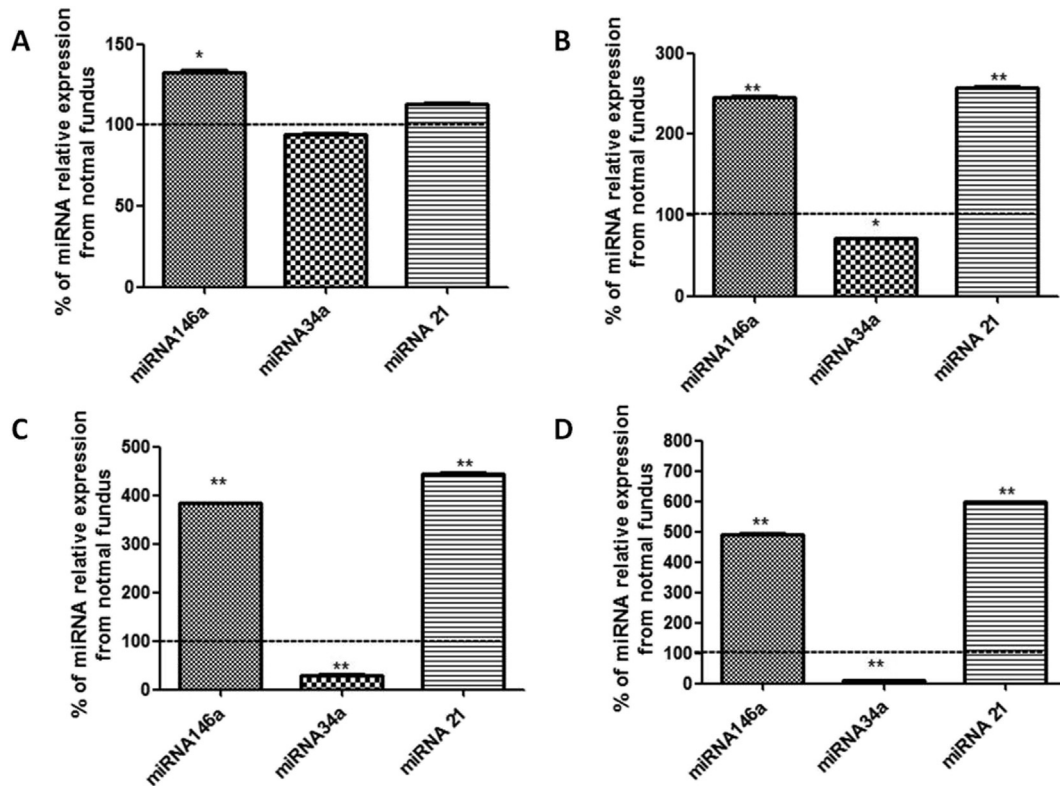 A
% of miRNA relative expression
from notmal fundus
150
100
50
0
*
miRNA146a
miRNA34a
miRNA 21
B
% of miRNA relative expression
from notmal fundus
300
200
100
0
**
*
**
miRNA146a
miRNA34a
miRNA 21
C
% of miRNA relative expression
from notmal fundus
500
400
300
200
100
0
**
**
**
miRNA146a
miRNA34a
miRNA 21
D
% of miRNA relative expression
from notmal fundus
800
700
600
500
400
300
200
100
0
**
**
**
miRNA146a
miRNA34a
miRNA 21